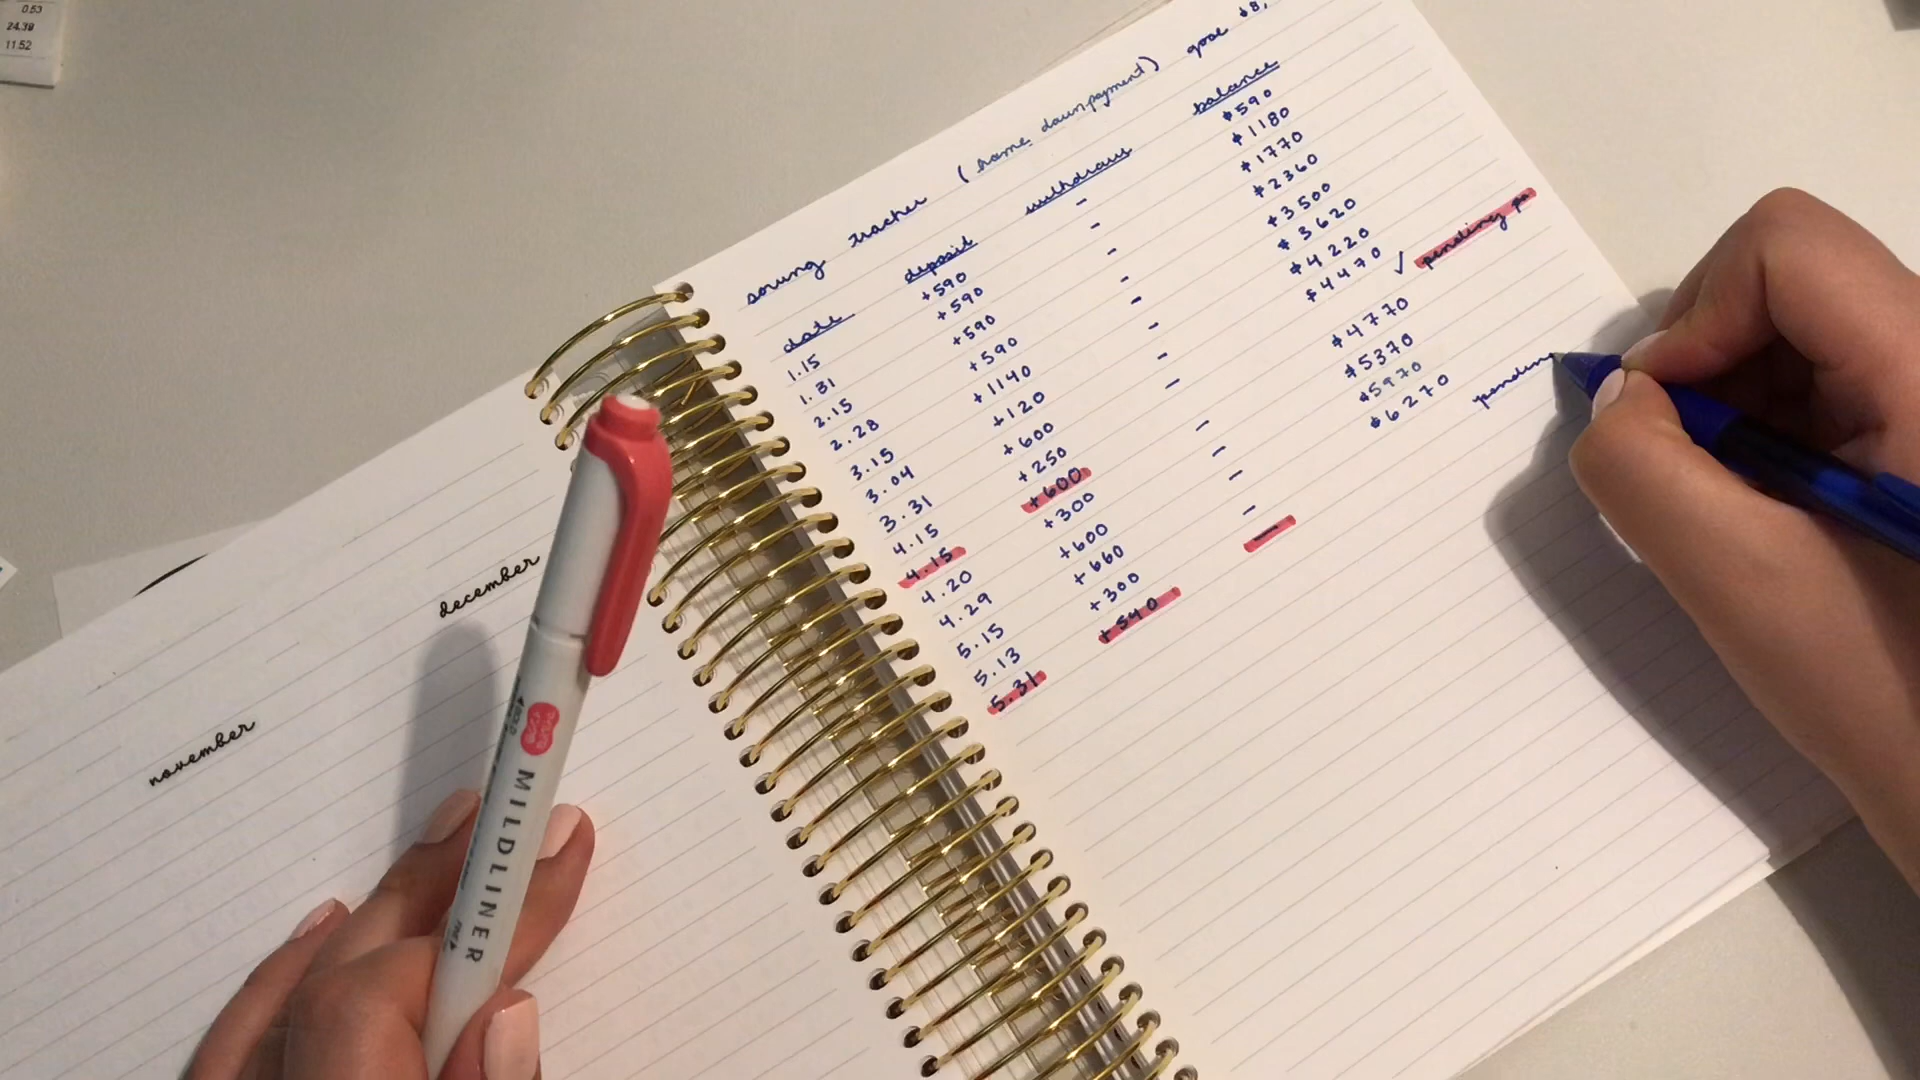 0.53
24.39
11.52
saving tracker (home downpayment) goal $8,
date deposit withdraw balance
1.15 +590 - $590
1.31 +590 - $1180
2.15 +590 - $1770
2.28 +590 - $2360
3.15 +1140 - $3500
3.04 +120 - $3620
3.31 +600 - $4220
4.15 +250 - $4470 ✓
4.15 +600 pending pa
4.20 +300 - $4770
4.29 +600 - $5370
5.15 +660 - $5970
5.13 +300 - $6270
5.31 +540 — pendin
december
november
MILDLINER